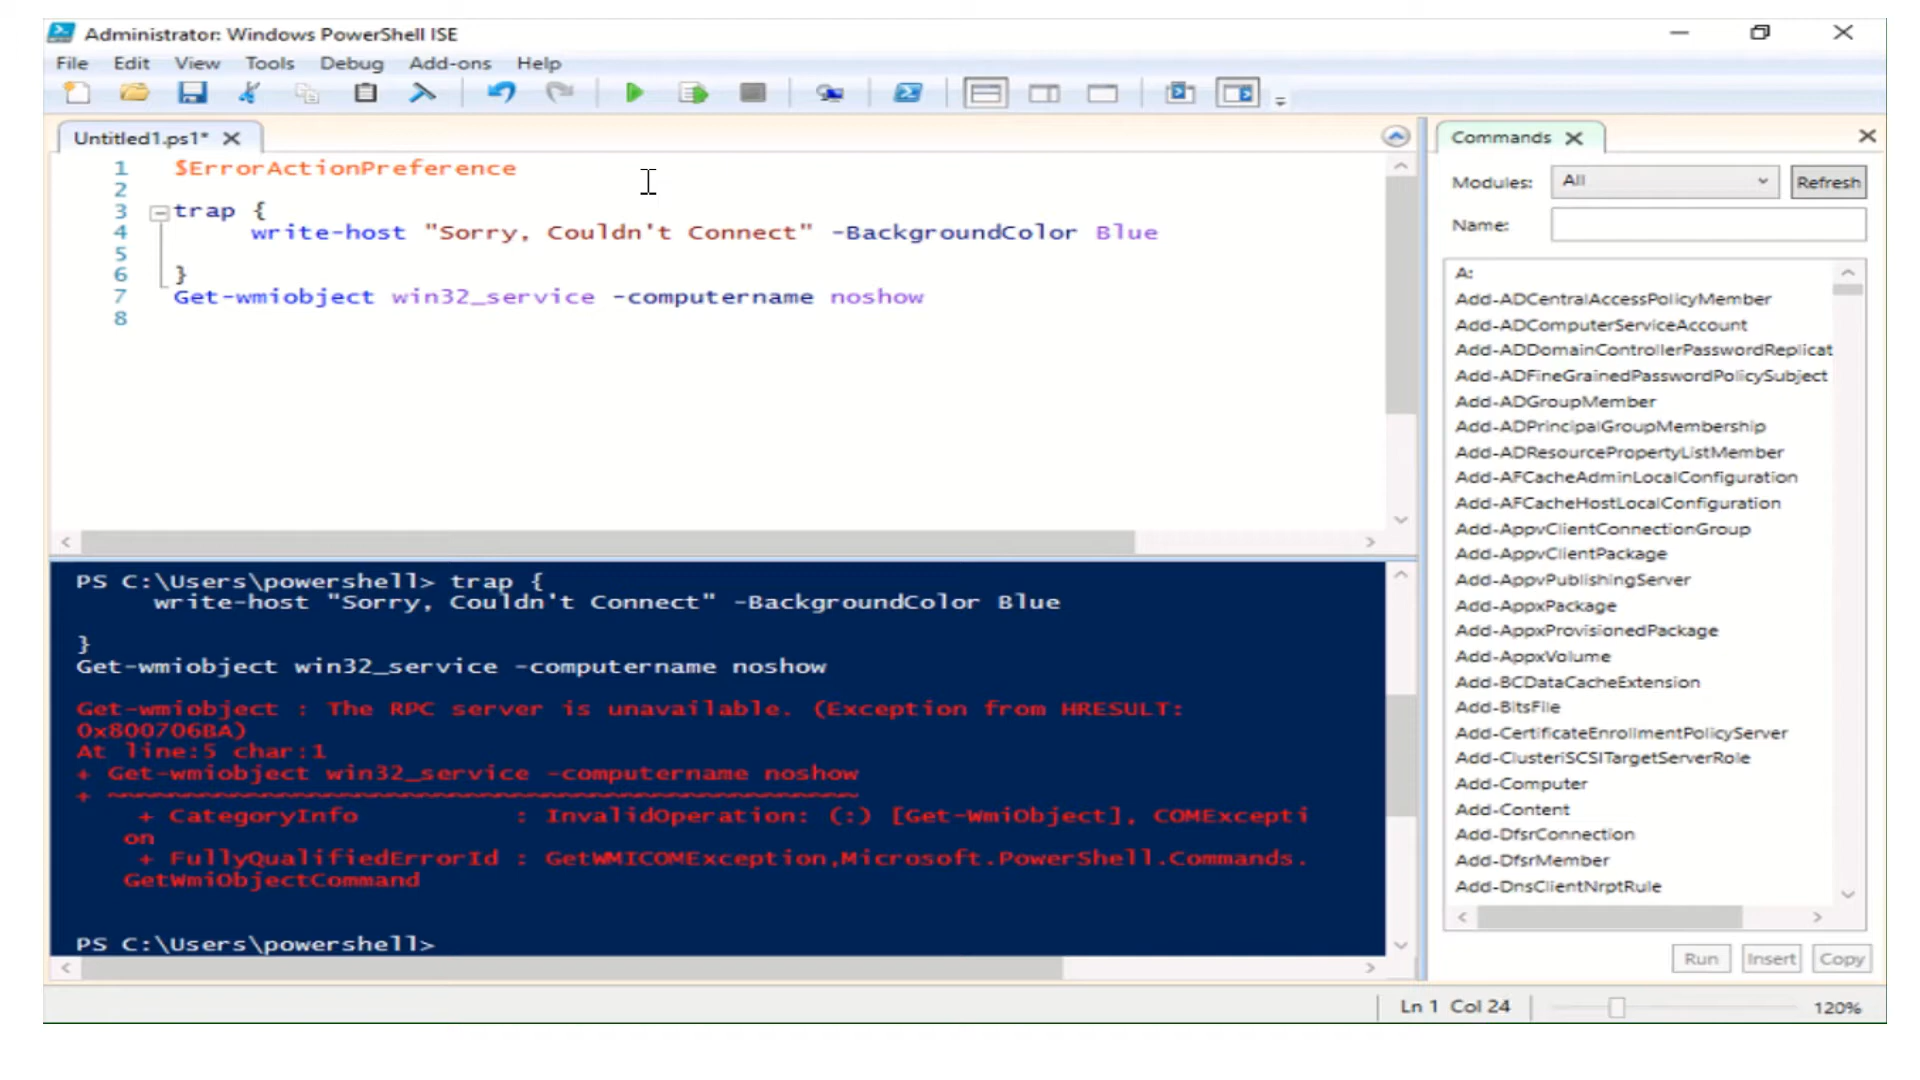 Administrator: Windows PowerShell ISE
File Edit View Tools Debug Add-ons Help
Untitled1.ps1* X
1 $ErrorActionPreference
2
3 trap {
4 write-host "Sorry, Couldn't Connect" -BackgroundColor Blue
5
6 }
7 Get-wmiobject win32_service -computername noshow
8
PS C:\Users\powershell> trap {
write-host "Sorry, Couldn't Connect" -BackgroundColor Blue
}
Get-wmiobject win32_service -computername noshow
Get-wmiobject : The RPC server is unavailable. (Exception from HRESULT:
0x800706BA)
At line:5 char:1
+ Get-wmiobject win32_service -computername noshow
+ ~~~~~~~~~~~~~~~~~~~~~~~~~~~~~~~~~~~~~~~~~~~~~~~~
+ CategoryInfo : InvalidOperation: (:) [Get-WmiObject], COMExcepti
on
+ FullyQualifiedErrorId : GetWMICOMException,Microsoft.PowerShell.Commands.
GetWmiObjectCommand
PS C:\Users\powershell>
Commands X
Modules: All Refresh
Name:
A:
Add-ADCentralAccessPolicyMember
Add-ADComputerServiceAccount
Add-ADDomainControllerPasswordReplicat
Add-ADFineGrainedPasswordPolicySubject
Add-ADGroupMember
Add-ADPrincipalGroupMembership
Add-ADResourcePropertyListMember
Add-AFCacheAdminLocalConfiguration
Add-AFCacheHostLocalConfiguration
Add-AppvClientConnectionGroup
Add-AppvClientPackage
Add-AppvPublishingServer
Add-AppxPackage
Add-AppxProvisionedPackage
Add-AppxVolume
Add-BCDataCacheExtension
Add-BitsFile
Add-CertificateEnrollmentPolicyServer
Add-ClusteriSCSITargetServerRole
Add-Computer
Add-Content
Add-DfsrConnection
Add-DfsrMember
Add-DnsClientNrptRule
Run Insert Copy
Ln 1 Col 24 120%